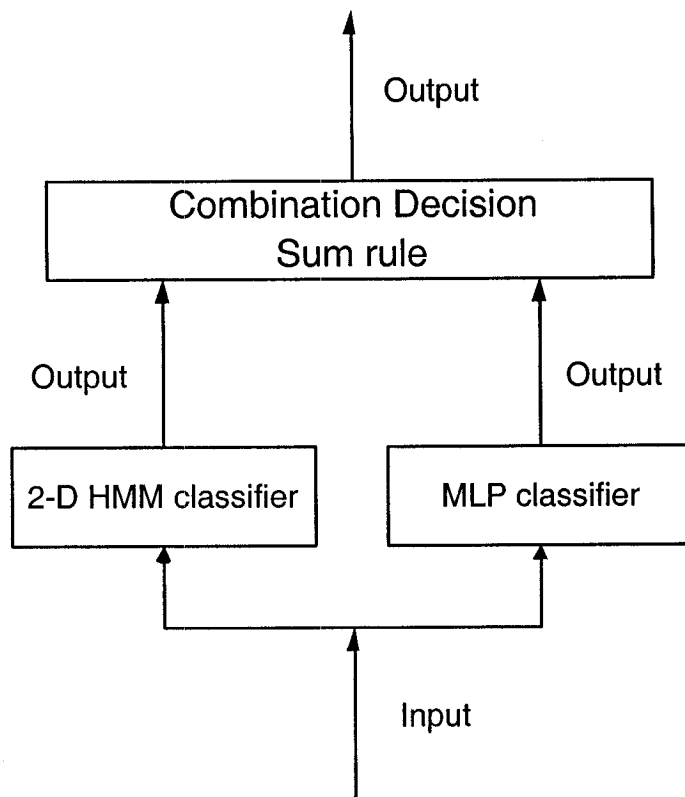 Output
Combination Decision
Sum rule
Output
Output
2-D HMM classifier
MLP classifier
Input